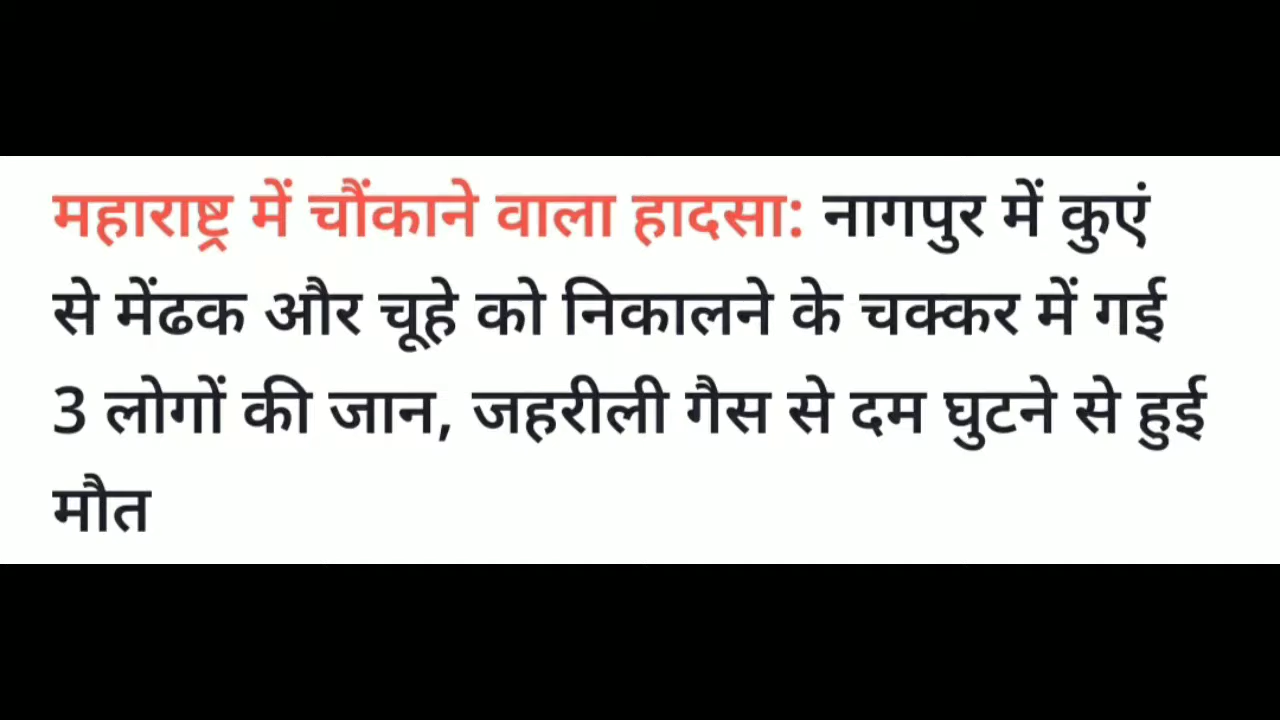 महाराष्ट्र में चौंकाने वाला हादसा: नागपुर में कुएं
से मेंढक और चूहे को निकालने के चक्कर में गई
3 लोगों की जान, जहरीली गैस से दम घुटने से हुई
मौत